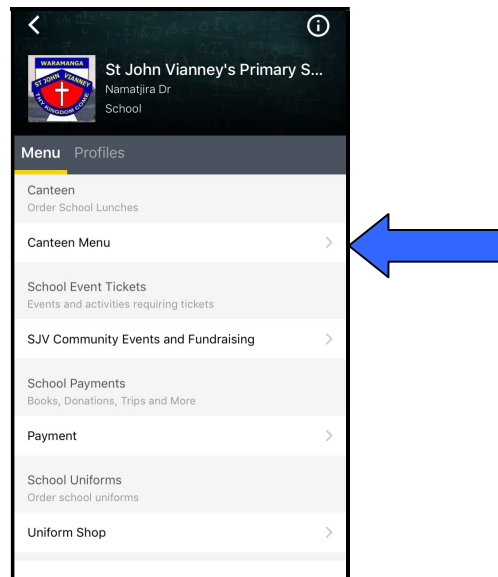 WARAMANGA
ST JOHN VIANNEY
THY KINGDOM COME
St John Vianney's Primary S...
Namatjira Dr
School
Menu Profiles
Canteen
Order School Lunches
Canteen Menu
School Event Tickets
Events and activities requiring tickets
SJV Community Events and Fundraising
School Payments
Books, Donations, Trips and More
Payment
School Uniforms
Order school uniforms
Uniform Shop